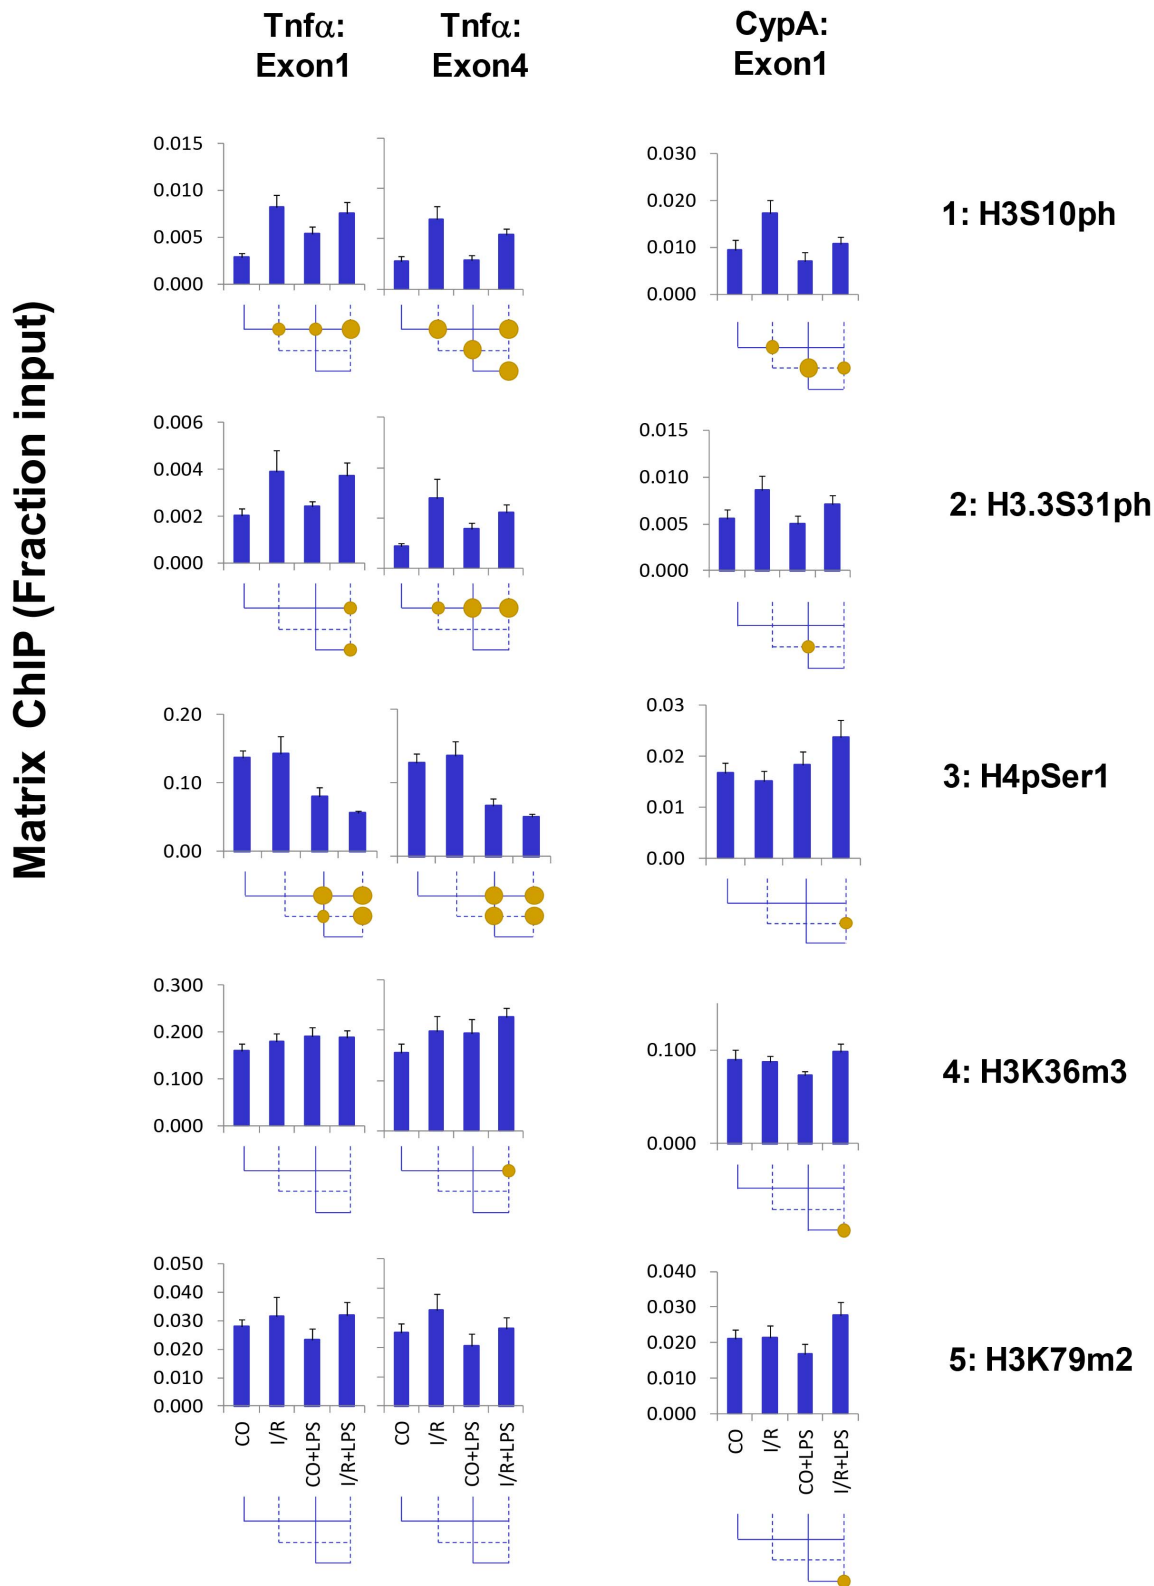 Tnfα:
Exon1
Tnfα:
Exon4
CypA:
Exon1
Matrix ChIP (Fraction input)
0.015
0.010
0.005
0.000
0.030
0.020
0.010
0.000
1: H3S10ph
0.006
0.004
0.002
0.000
0.015
0.010
0.005
0.000
2: H3.3S31ph
0.20
0.10
0.00
0.03
0.02
0.01
0.00
3: H4pSer1
0.300
0.200
0.100
0.000
0.100
0.000
4: H3K36m3
0.050
0.040
0.030
0.020
0.010
0.000
0.040
0.030
0.020
0.010
0.000
5: H3K79m2
CO
I/R
CO+LPS
I/R+LPS
CO
I/R
CO+LPS
I/R+LPS
CO
I/R
CO+LPS
I/R+LPS